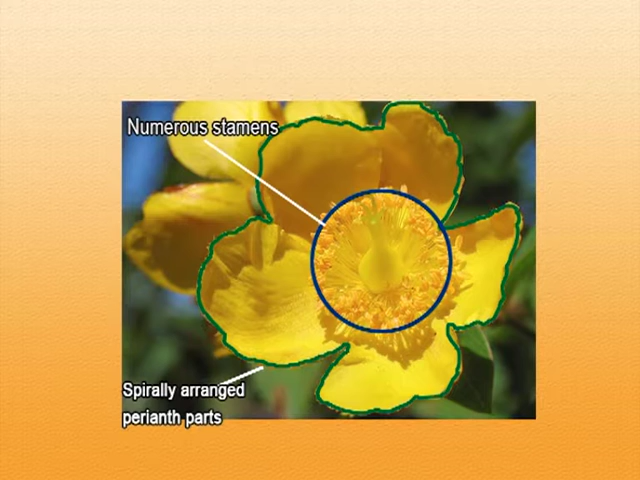 Numerous stamens
Spirally arranged
perianth parts